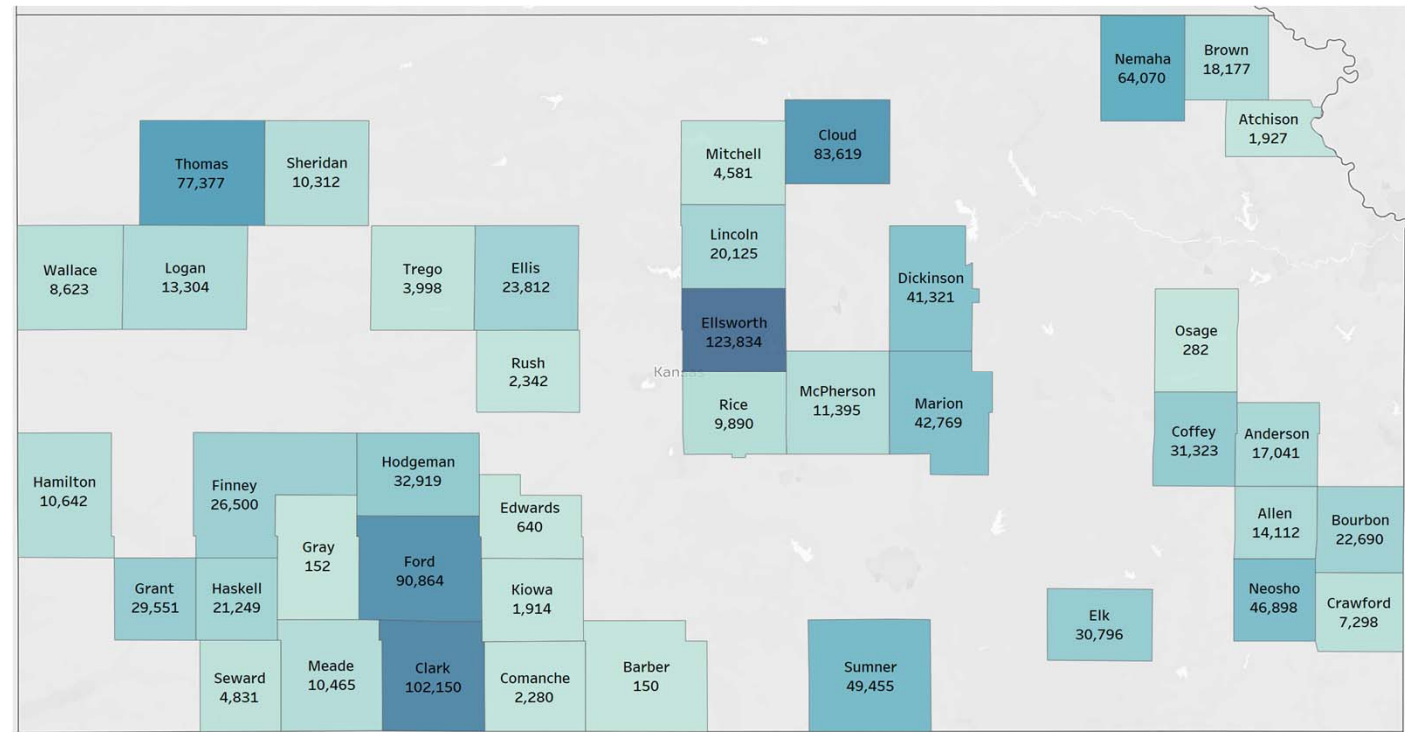 Nemaha
64,070
Brown
18,177
Atchison
1,927
Thomas
77,377
Sheridan
10,312
Mitchell
4,581
Cloud
83,619
Wallace
8,623
Logan
13,304
Trego
3,998
Ellis
23,812
Lincoln
20,125
Dickinson
41,321
Ellsworth
123,834
Osage
282
Rush
2,342
Kansas
Rice
9,890
McPherson
11,395
Marion
42,769
Coffey
31,323
Anderson
17,041
Hamilton
10,642
Finney
26,500
Hodgeman
32,919
Edwards
640
Allen
14,112
Bourbon
22,690
Gray
152
Ford
90,864
Grant
29,551
Haskell
21,249
Kiowa
1,914
Elk
30,796
Neosho
46,898
Crawford
7,298
Seward
4,831
Meade
10,465
Clark
102,150
Comanche
2,280
Barber
150
Sumner
49,455